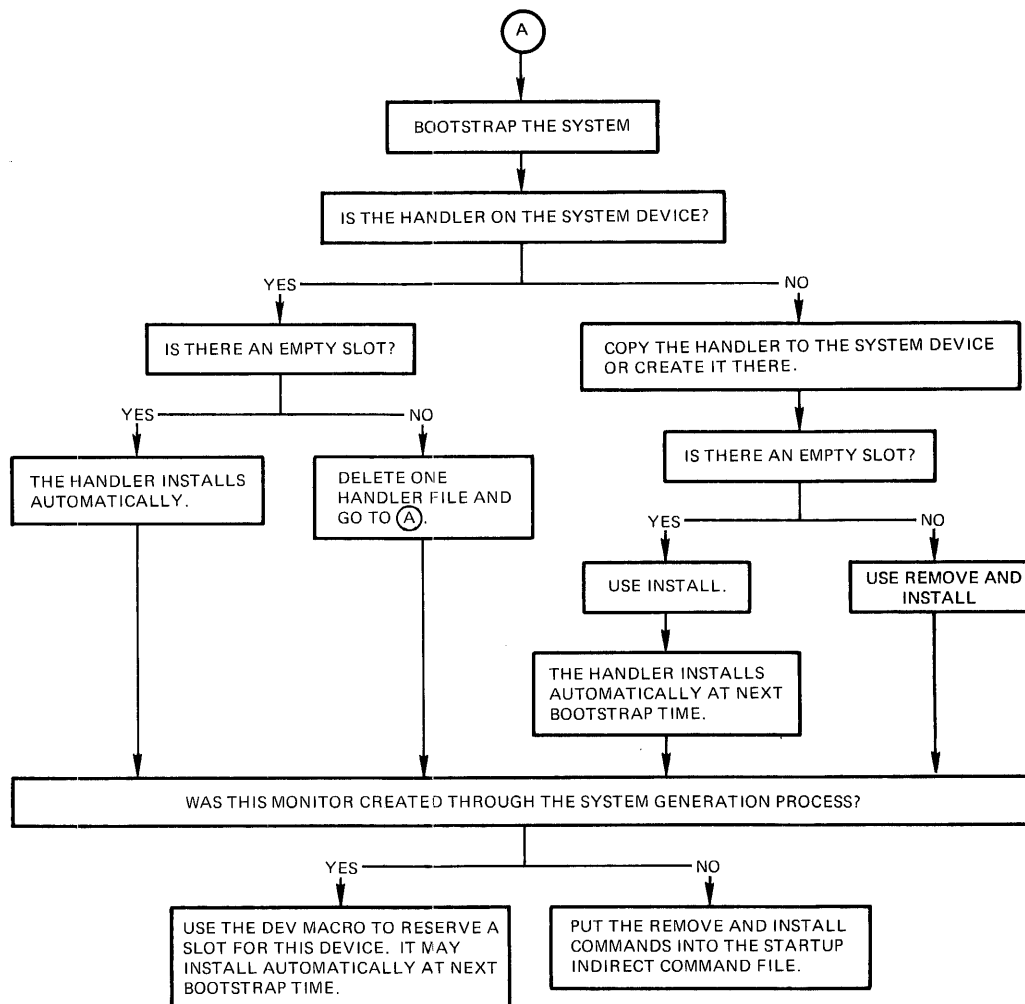 A
BOOTSTRAP THE SYSTEM
IS THE HANDLER ON THE SYSTEM DEVICE?
YES
NO
IS THERE AN EMPTY SLOT?
COPY THE HANDLER TO THE SYSTEM DEVICE
OR CREATE IT THERE.
YES
NO
IS THERE AN EMPTY SLOT?
THE HANDLER INSTALLS
AUTOMATICALLY.
DELETE ONE
HANDLER FILE AND
GO TO A.
YES
NO
USE INSTALL.
USE REMOVE AND
INSTALL
THE HANDLER INSTALLS
AUTOMATICALLY AT NEXT
BOOTSTRAP TIME.
WAS THIS MONITOR CREATED THROUGH THE SYSTEM GENERATION PROCESS?
YES
NO
USE THE DEV MACRO TO RESERVE A
SLOT FOR THIS DEVICE. IT MAY
INSTALL AUTOMATICALLY AT NEXT
BOOTSTRAP TIME.
PUT THE REMOVE AND INSTALL
COMMANDS INTO THE STARTUP
INDIRECT COMMAND FILE.